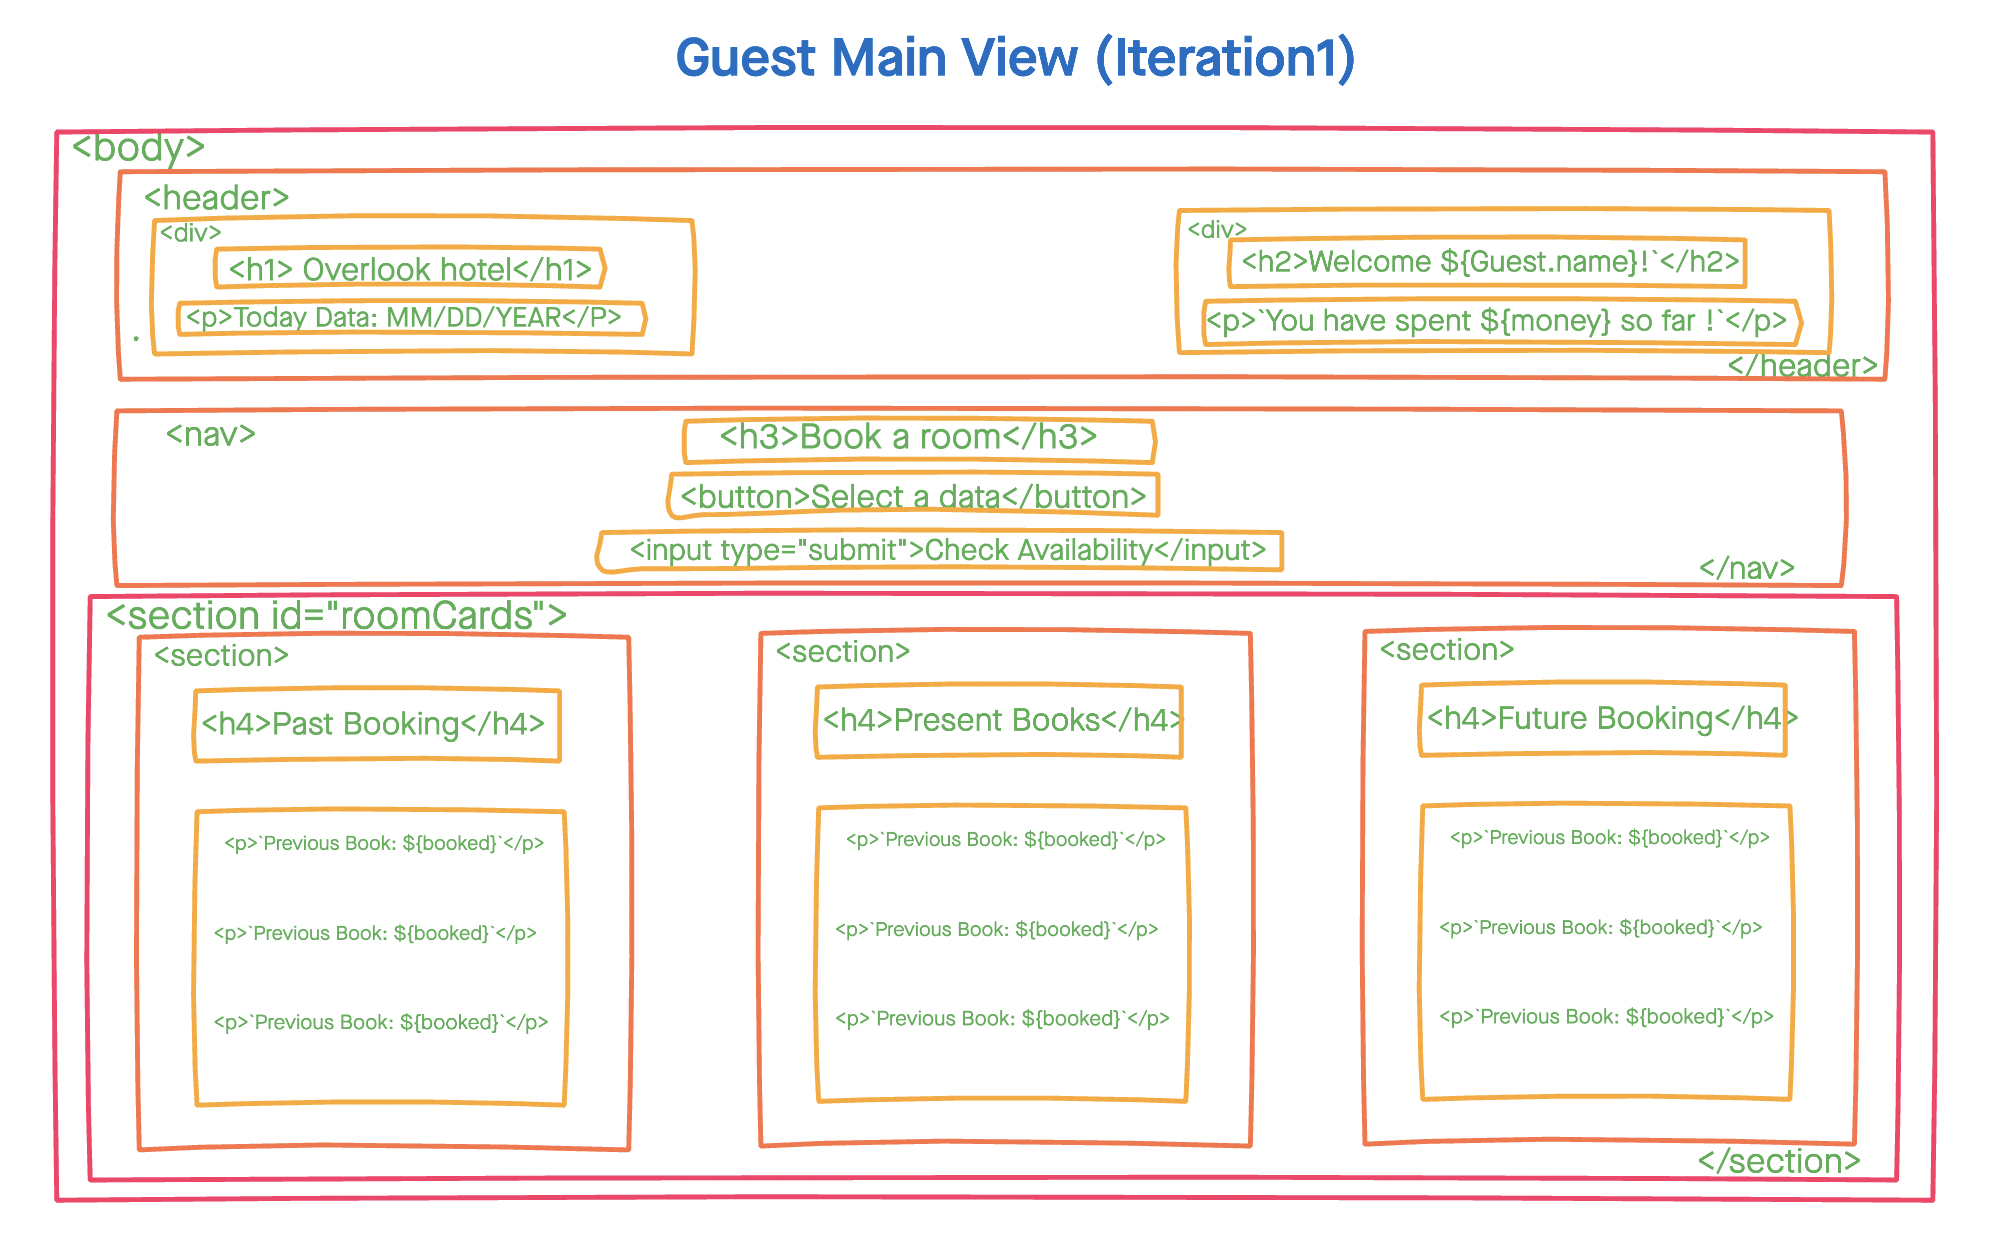 Guest Main View (Iteration1)
<body>
<header>
<div>
<h1> Overlook hotel</h1>
<p>Today Data: MM/DD/YEAR</P>
<div>
<h2>Welcome ${Guest.name}!`</h2>
<p>`You have spent ${money} so far !`</p>
</header>
<nav>
<h3>Book a room</h3>
<button>Select a data</button>
<input type="submit">Check Availability</input>
</nav>
<section id="roomCards">
<section>
<h4>Past Booking</h4>
<p>`Previous Book: ${booked}`</p>
<p>`Previous Book: ${booked}`</p>
<p>`Previous Book: ${booked}`</p>
<section>
<h4>Present Books</h4>
<p>`Previous Book: ${booked}`</p>
<p>`Previous Book: ${booked}`</p>
<p>`Previous Book: ${booked}`</p>
<section>
<h4>Future Booking</h4>
<p>`Previous Book: ${booked}`</p>
<p>`Previous Book: ${booked}`</p>
<p>`Previous Book: ${booked}`</p>
</section>